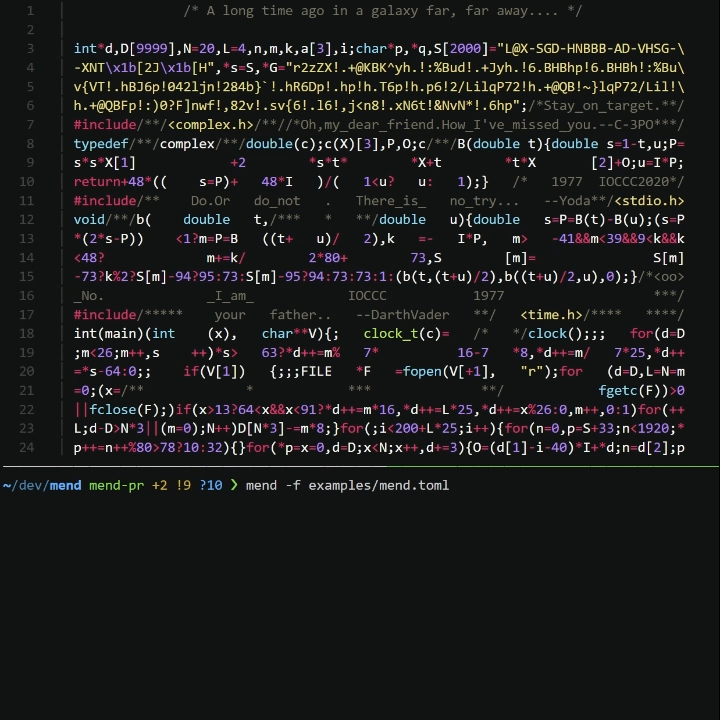 1 /* A long time ago in a galaxy far, far away.... */
2
3 int*d,D[9999],N=20,L=4,n,m,k,a[3],i;char*p,*q,S[2000]="L@X-SGD-HNBBB-AD-VHSG-\
4 -XNT\x1b[2J\x1b[H",*s=S,*G="r2zZX!.+@KBK^yh.!:%Bud!.+Jyh.!6.BHBhp!6.BHBh!:%Bu\
5 v{VT!.hBJ6p!042ljn!284b}`!.hR6Dp!.hp!h.T6p!h.p6!2/LilqP72!h.+@QB!~}lqP72/Lil!\
6 h.+@QBFp!:)0?F]nwf!,82v!.sv{6!.l6!,j<n8!.xN6t!&NvN*!.6hp";/*Stay_on_target.**/
7 #include/**/<complex.h>/**//*Oh,my_dear_friend.How_I've_missed_you.--C-3PO***/
8 typedef/**/complex/**/double(c);c(X)[3],P,O;c/**/B(double t){double s=1-t,u;P=
9 s*s*X[1] +2 *s*t* *X+t *t*X [2]+O;u=I*P;
10 return+48*(( s=P)+ 48*I )/( 1<u? u: 1);} /* 1977 IOCCC2020*/
11 #include/** Do.Or do_not . There_is_ no_try... --Yoda**/<stdio.h>
12 void/**/b( double t,/*** * **/double u){double s=P=B(t)-B(u);(s=P
13 *(2*s-P)) <1?m=P=B ((t+ u)/ 2),k =- I*P, m> -41&&m<39&&9<k&&k
14 <48? m+=k/ 2*80+ 73,S [m]= S[m]
15 -73?k%2?S[m]-94?95:73:S[m]-95?94:73:73:1:(b(t,(t+u)/2),b((t+u)/2,u),0);}/*<oo>
16 _No. _I_am_ IOCCC 1977 ***/
17 #include/***** your father.. --DarthVader **/ <time.h>/**** ****/
18 int(main)(int (x), char**V){; clock_t(c)= /* */clock();;; for(d=D
19 ;m<26;m++,s ++)*s> 63?*d++=m% 7* 16-7 *8,*d++=m/ 7*25,*d++
20 =*s-64:0;; if(V[1]) {;;;FILE *F =fopen(V[+1], "r");for (d=D,L=N=m
21 =0;(x=/** * *** **/ fgetc(F))>0
22 ||fclose(F);)if(x>13?64<x&&x<91?*d++=m*16,*d++=L*25,*d++=x%26:0,m++,0:1)for(++
23 L;d-D>N*3||(m=0);N++)D[N*3]-=m*8;}for(;i<200+L*25;i++){for(n=0,p=S+33;n<1920;*
24 p++=n++%80>78?10:32){}for(*p=x=0,d=D;x<N;x++,d+=3){O=(d[1]-i-40)*I+*d;n=d[2];p
~/dev/mend mend-pr +2 !9 ?10 ❯ mend -f examples/mend.toml